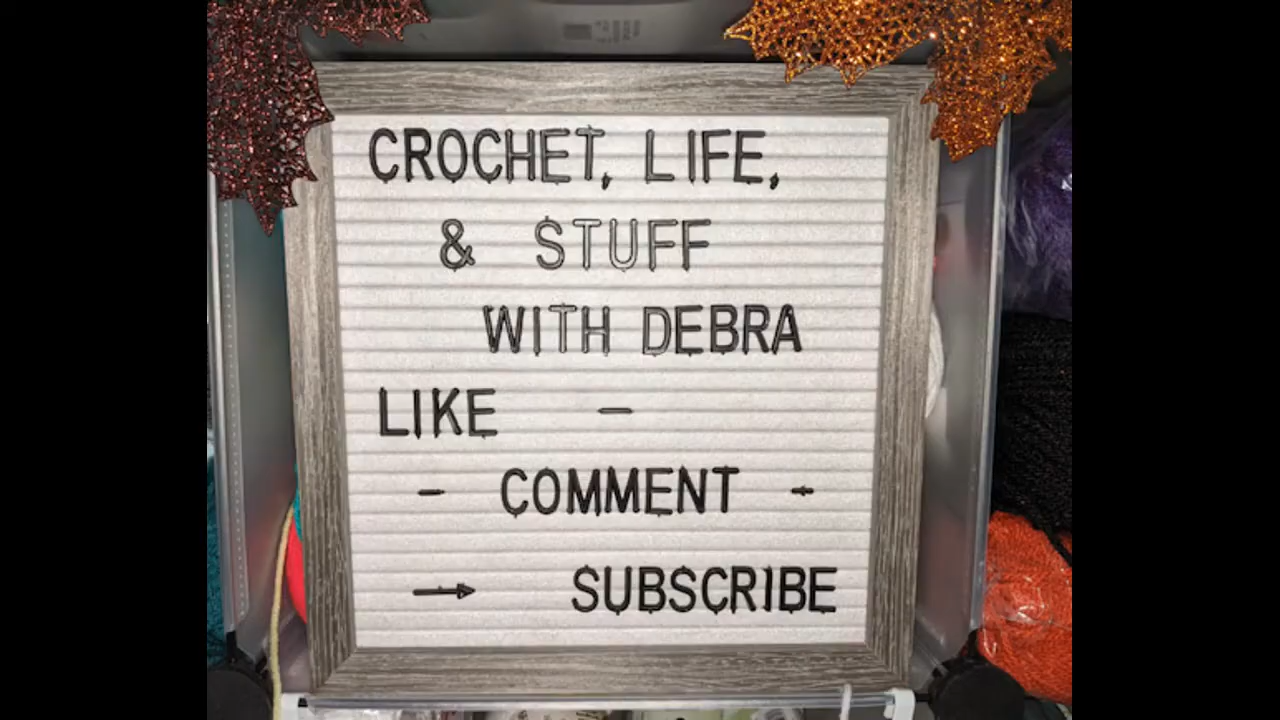 CROCHET, LIFE,
& STUFF
WITH DEBRA
LIKE -
- COMMENT -
→ SUBSCRIBE